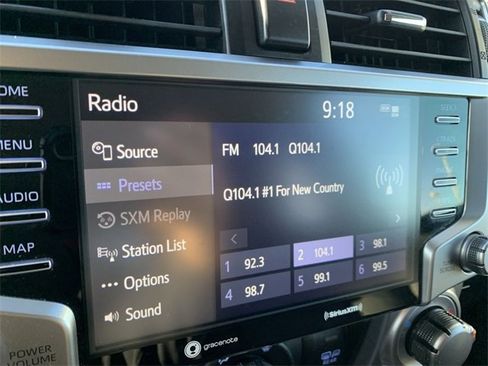 Radio
9:18
HOME
MENU
AUDIO
MAP
POWER
VOLUME
Source
Presets
SXM Replay
Station List
Options
Sound
FM 104.1 Q104.1
Q104.1 #1 For New Country
1 92.3
2 104.1
3 98.1
4 98.7
5 99.1
6 99.5
gracenote
SiriusXM
SEEK
SCROLL